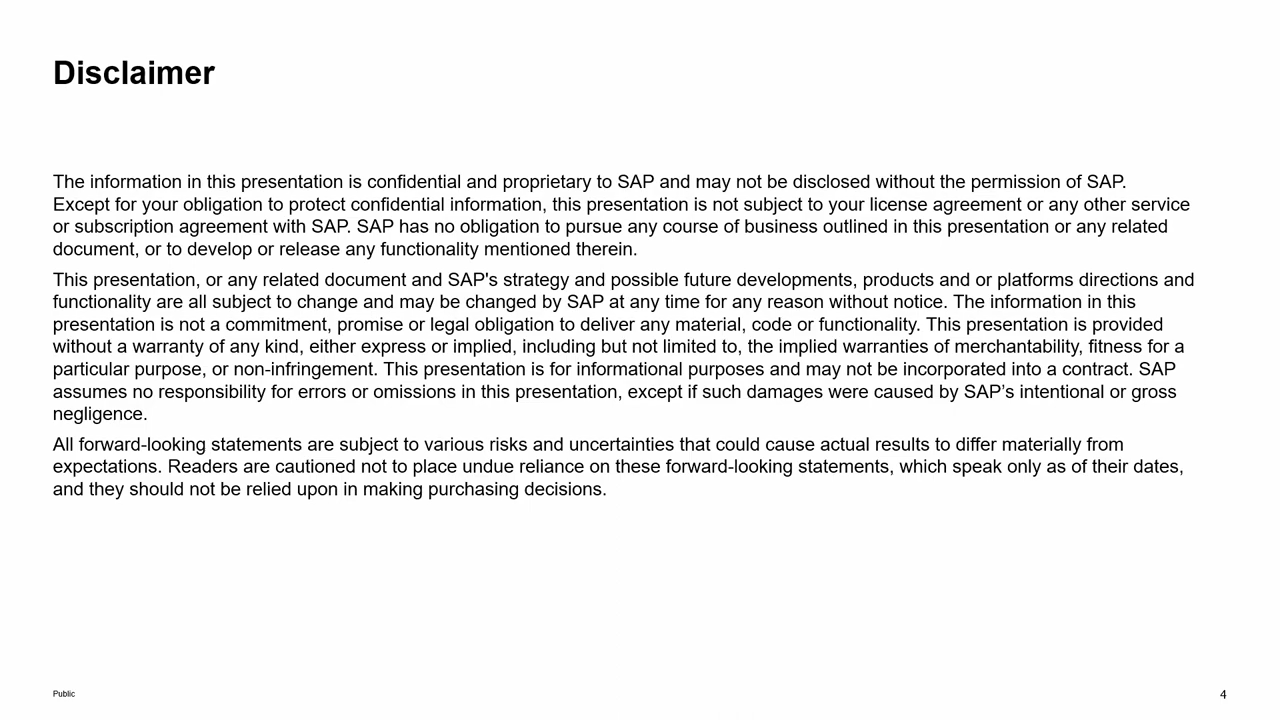 Disclaimer
The information in this presentation is confidential and proprietary to SAP and may not be disclosed without the permission of SAP.
Except for your obligation to protect confidential information, this presentation is not subject to your license agreement or any other service
or subscription agreement with SAP. SAP has no obligation to pursue any course of business outlined in this presentation or any related
document, or to develop or release any functionality mentioned therein.
This presentation, or any related document and SAP's strategy and possible future developments, products and or platforms directions and
functionality are all subject to change and may be changed by SAP at any time for any reason without notice. The information in this
presentation is not a commitment, promise or legal obligation to deliver any material, code or functionality. This presentation is provided
without a warranty of any kind, either express or implied, including but not limited to, the implied warranties of merchantability, fitness for a
particular purpose, or non-infringement. This presentation is for informational purposes and may not be incorporated into a contract. SAP
assumes no responsibility for errors or omissions in this presentation, except if such damages were caused by SAP’s intentional or gross
negligence.
All forward-looking statements are subject to various risks and uncertainties that could cause actual results to differ materially from
expectations. Readers are cautioned not to place undue reliance on these forward-looking statements, which speak only as of their dates,
and they should not be relied upon in making purchasing decisions.
Public
4